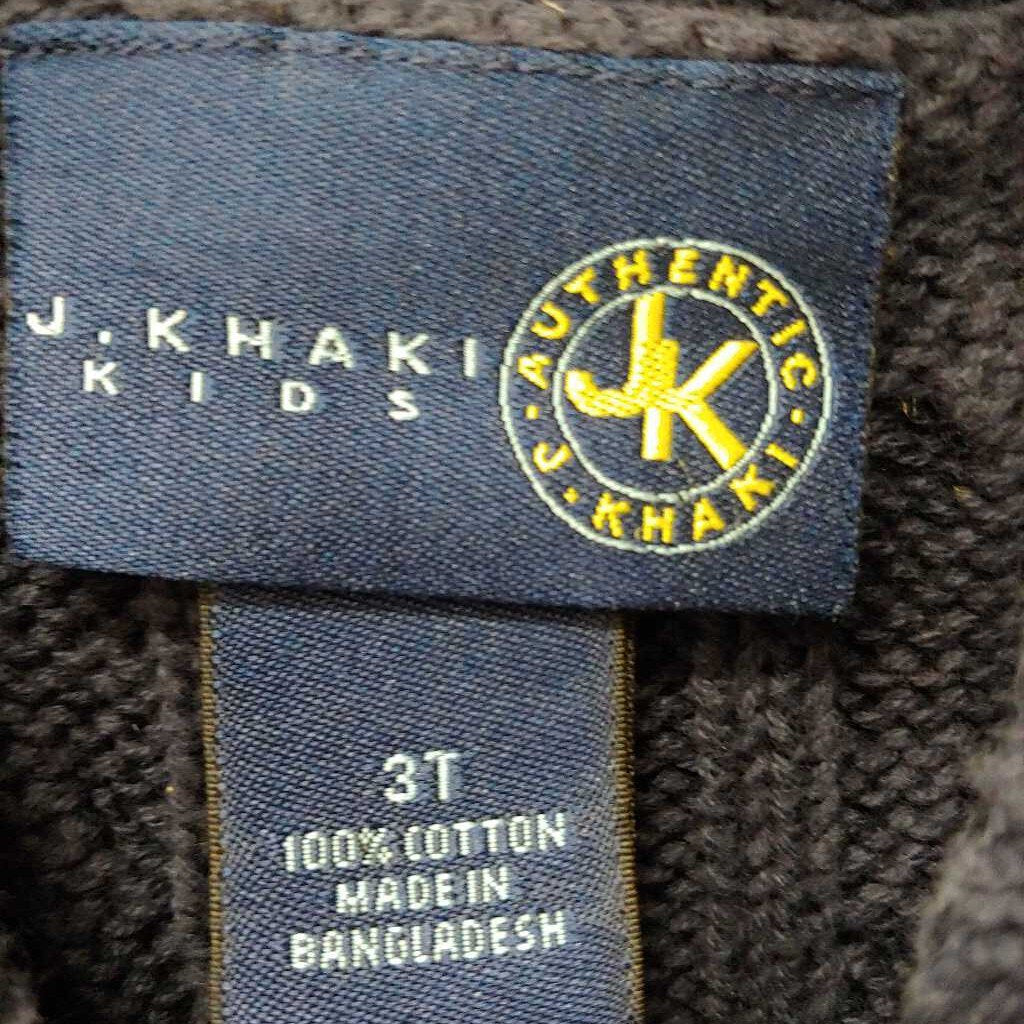 J.KHAKI
KIDS
AUTHENTIC
JK
J.KHAKI
3T
100% COTTON
MADE IN
BANGLADESH